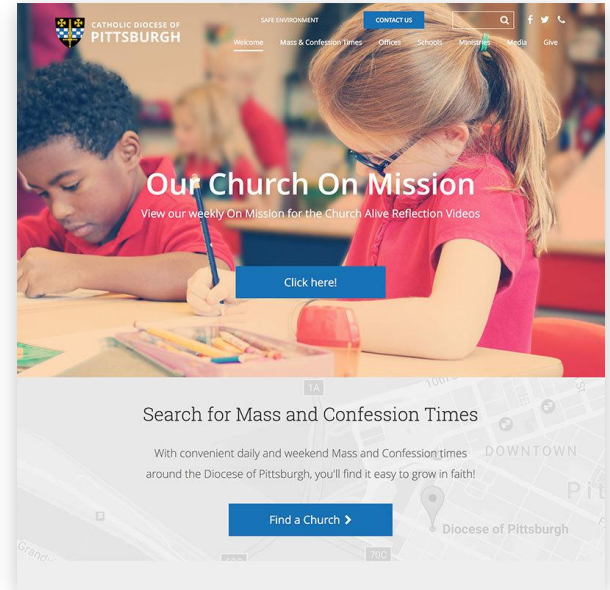 CATHOLIC DIOCESE OF
PITTSBURGH
SAFE ENVIRONMENT
CONTACT US
Welcome
Mass & Confession Times
Offices
Schools
Ministries
Media
Give
Our Church On Mission
View our weekly On Mission for the Church Alive Reflection Videos
Click here!
1A
10th
Search for Mass and Confession Times
With convenient daily and weekend Mass and Confession times
around the Diocese of Pittsburgh, you'll find it easy to grow in faith!
DOWNTOWN
Pit
Find a Church
Diocese of Pittsburgh
70C